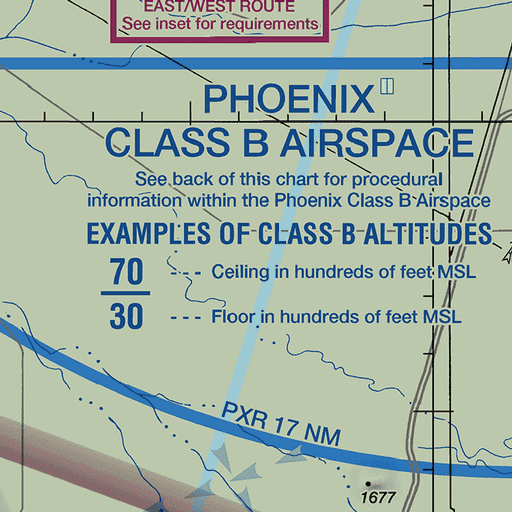 EAST/WEST ROUTE
See inset for requirements
PHOENIX
CLASS B AIRSPACE
See back of this chart for procedural
information within the Phoenix Class B Airspace
EXAMPLES OF CLASS B ALTITUDES
70 --- Ceiling in hundreds of feet MSL
30 --- Floor in hundreds of feet MSL
PXR 17 NM
1677